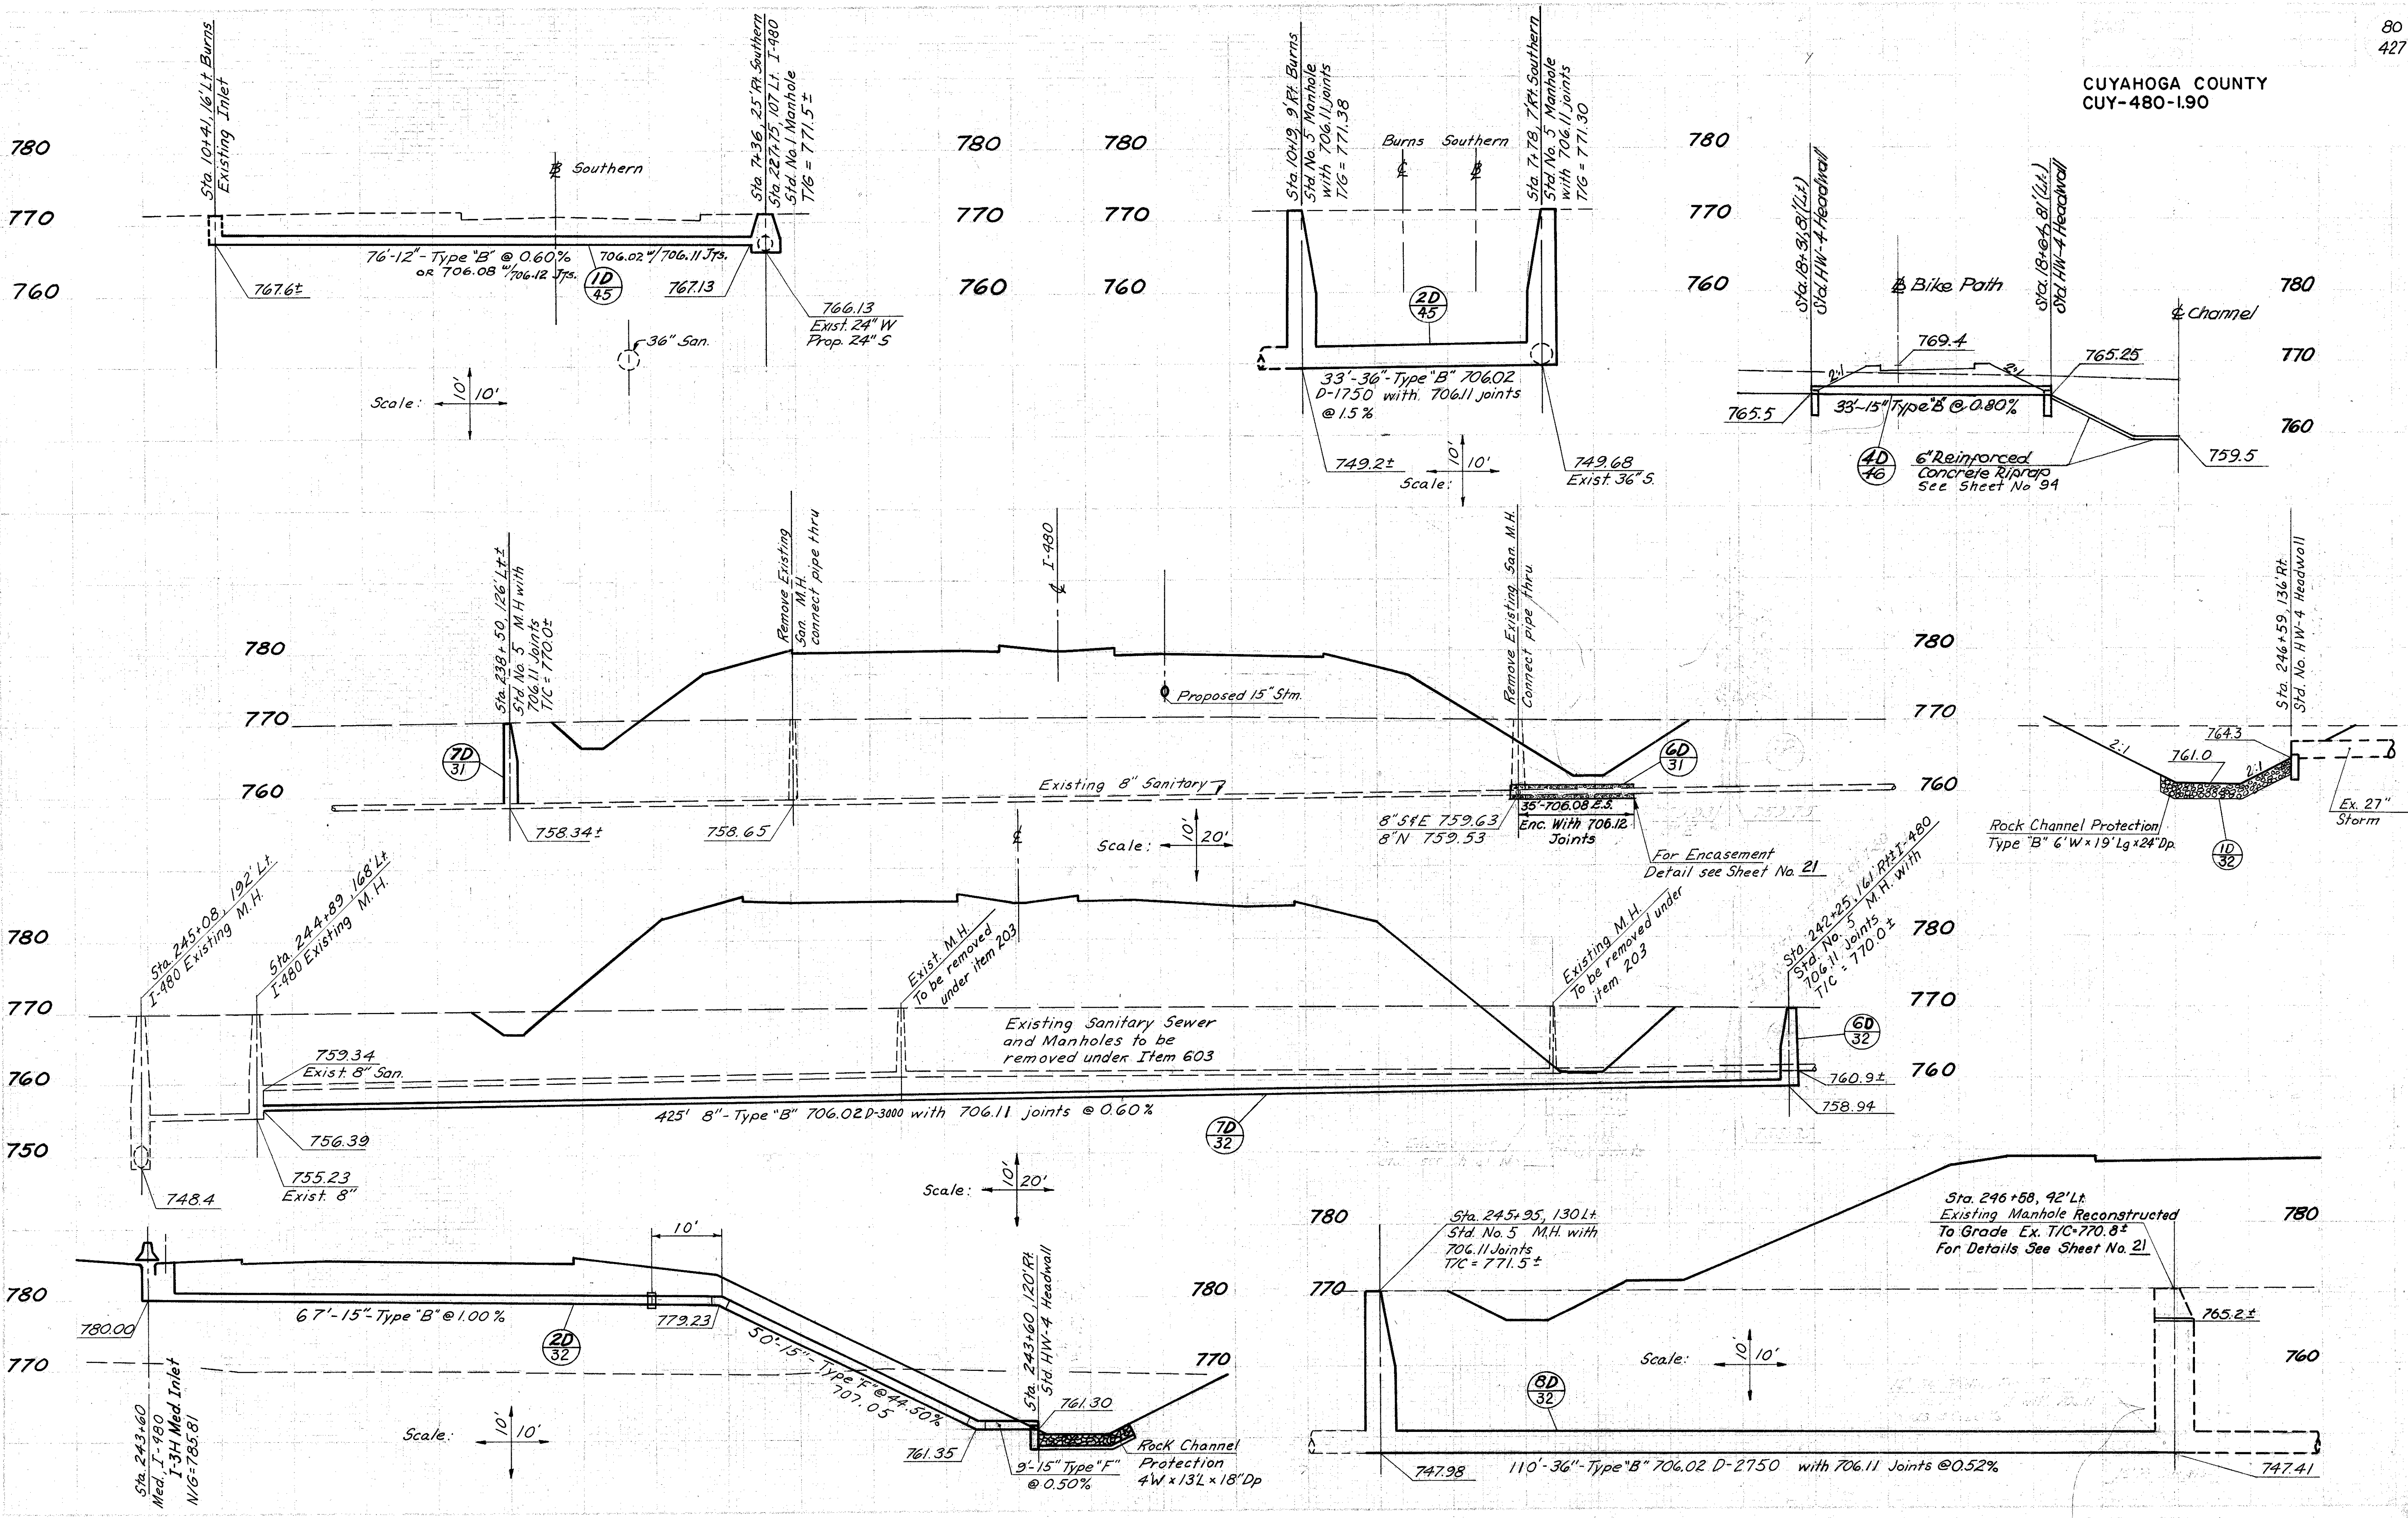 80
427
CUYAHOGA COUNTY
CUY-480-1.90
780
770
760
Sta. 10+41, 16' Lt. Burns
Existing Inlet
⅊ Southern
Sta. 7+36, 25' Rt. Southern
Sta. 227+75, 107 Lt. I-480
Std. No. 1 Manhole
T/G = 771.5±
76'-12"- Type "B" @ 0.60%
706.02 w/706.11 JTS.
OR 706.08 w/706.12 JTS.
1D
45
767.6±
767.13
766.13
Exist. 24" W
Prop. 24" S
36" San.
Scale:
10'
10'
780
770
760
780
770
760
Sta. 10+19, 9' Rt. Burns
Std. No. 5 Manhole
with 706.11 joints
T/G = 771.38
Burns
Southern
Sta. 7+78, 7' Rt. Southern
Std. No. 5 Manhole
with 706.11 joints
T/G = 771.30
2D
45
33'-36"-Type "B" 706.02
D-1750 with 706.11 joints
@ 1.5%
749.2±
749.68
Exist. 36" S.
Scale:
10'
10'
780
770
760
Sta. 18+31, 81' (Lt.)
Std. HW-4 Headwall
Bike Path
Sta. 18+64, 81' (Lt.)
Std. HW-4 Headwall
780
770
760
℄ Channel
769.4
765.25
2:1
2:1
765.5
33'-15" Type "B" @ 0.80%
4D
46
6" Reinforced
Concrete Riprap
See Sheet No 94
759.5
780
770
760
Sta. 238+50, 126' Lt.±
Std No. 5 M.H with
706.11 Joints
T/C = 770.0±
Remove Existing
San. M.H.
connect pipe thru
℄ I-480
Proposed 15" Stm.
Remove Existing San. M.H.
Connect pipe thru
7D
31
6D
31
Existing 8" Sanitary
758.34±
758.65
8" S&E 759.63
8" N 759.53
35'-706.08 E.S.
Enc. With 706.12
Joints
For Encasement
Detail see Sheet No. 21
Scale:
10'
20'
780
770
760
Sta. 246+59, 136' Rt.
Std. No. HW-4 Headwall
764.3
2:1
761.0
2:1
Rock Channel Protection
Type "B" 6' W x 19' Lg x 24" Dp.
1D
32
Ex. 27"
Storm
780
770
760
750
Sta. 245+08, 192' Lt.
I-480 Existing M.H.
Sta. 244+89, 168' Lt.
I-480 Existing M.H.
℄
Exist. M.H.
To be removed
under item 203
Existing M.H.
To be removed under
item 203
Sta. 242+25, 161' Rt.± I-480
Std. No. 5 M.H. with
706.11 Joints
T/C = 770.0±
780
770
760
Existing Sanitary Sewer
and Manholes to be
removed under Item 603
759.34
Exist. 8" San.
6D
32
760.9±
758.94
425' 8"-Type "B" 706.02 D-3000 with 706.11 joints @ 0.60%
7D
32
756.39
755.23
Exist. 8"
748.4
Scale:
10'
20'
780
770
10'
67'-15"-Type "B" @ 1.00%
780.00
779.23
2D
32
50'-15"-Type "F" @ 44.50%
707.05
Sta. 243+60, 120' Rt.
Std. HW-4 Headwall
780
770
761.30
761.35
9'-15" Type "F"
@ 0.50%
Rock Channel
Protection
4'W x 13'L x 18" Dp
Sta. 243+60
Med., I-480
I-3H Med. Inlet
N/G=785.81
Scale:
10'
10'
780
770
Sta. 245+95, 130 Lt.
Std. No. 5 M.H. with
706.11 Joints
T/C = 771.5±
Sta. 246+58, 92' Lt.
Existing Manhole Reconstructed
To Grade Ex. T/C=770.8±
For Details See Sheet No. 21
780
760
765.2±
Scale:
10'
10'
8D
32
747.98
110'-36"-Type "B" 706.02 D-2750 with 706.11 Joints @ 0.52%
747.41